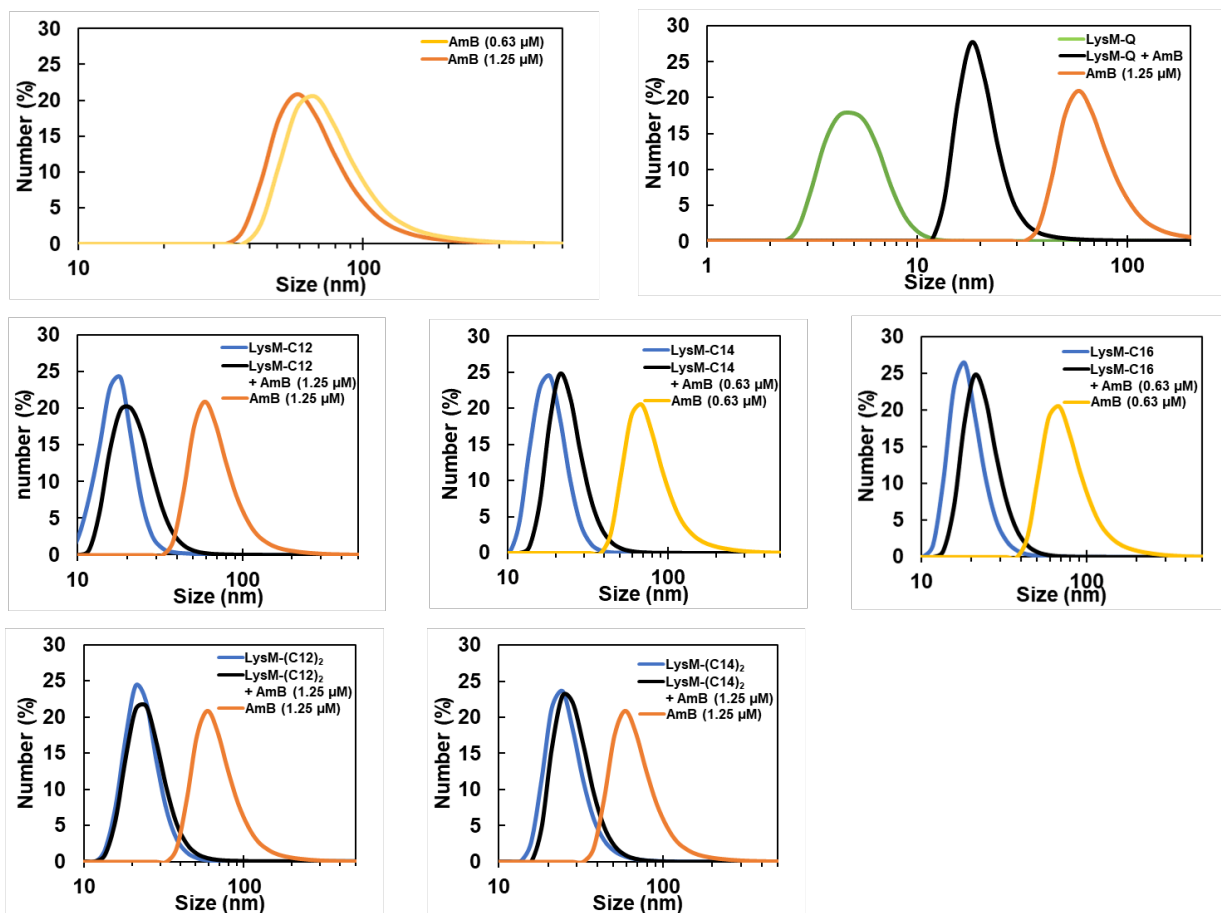 30
25
20
15
10
5
0
Number (%)
AmB (0.63 µM)
AmB (1.25 µM)
10
100
Size (nm)
30
25
20
15
10
5
0
Number (%)
LysM-Q
LysM-Q + AmB
AmB (1.25 µM)
1
10
100
Size (nm)
30
25
20
15
10
5
0
number (%)
LysM-C12
LysM-C12
+ AmB (1.25 µM)
AmB (1.25 µM)
10
100
Size (nm)
30
25
20
15
10
5
0
Number (%)
LysM-C14
LysM-C14
+ AmB (0.63 µM)
AmB (0.63 µM)
10
100
Size (nm)
30
25
20
15
10
5
0
Number (%)
LysM-C16
LysM-C16
+ AmB (0.63 µM)
AmB (0.63 µM)
10
100
Size (nm)
30
25
20
15
10
5
0
Number (%)
LysM-(C12)₂
LysM-(C12)₂
+ AmB (1.25 µM)
AmB (1.25 µM)
10
100
Size (nm)
30
25
20
15
10
5
0
Number (%)
LysM-(C14)₂
LysM-(C14)₂
+ AmB (1.25 µM)
AmB (1.25 µM)
10
100
Size (nm)